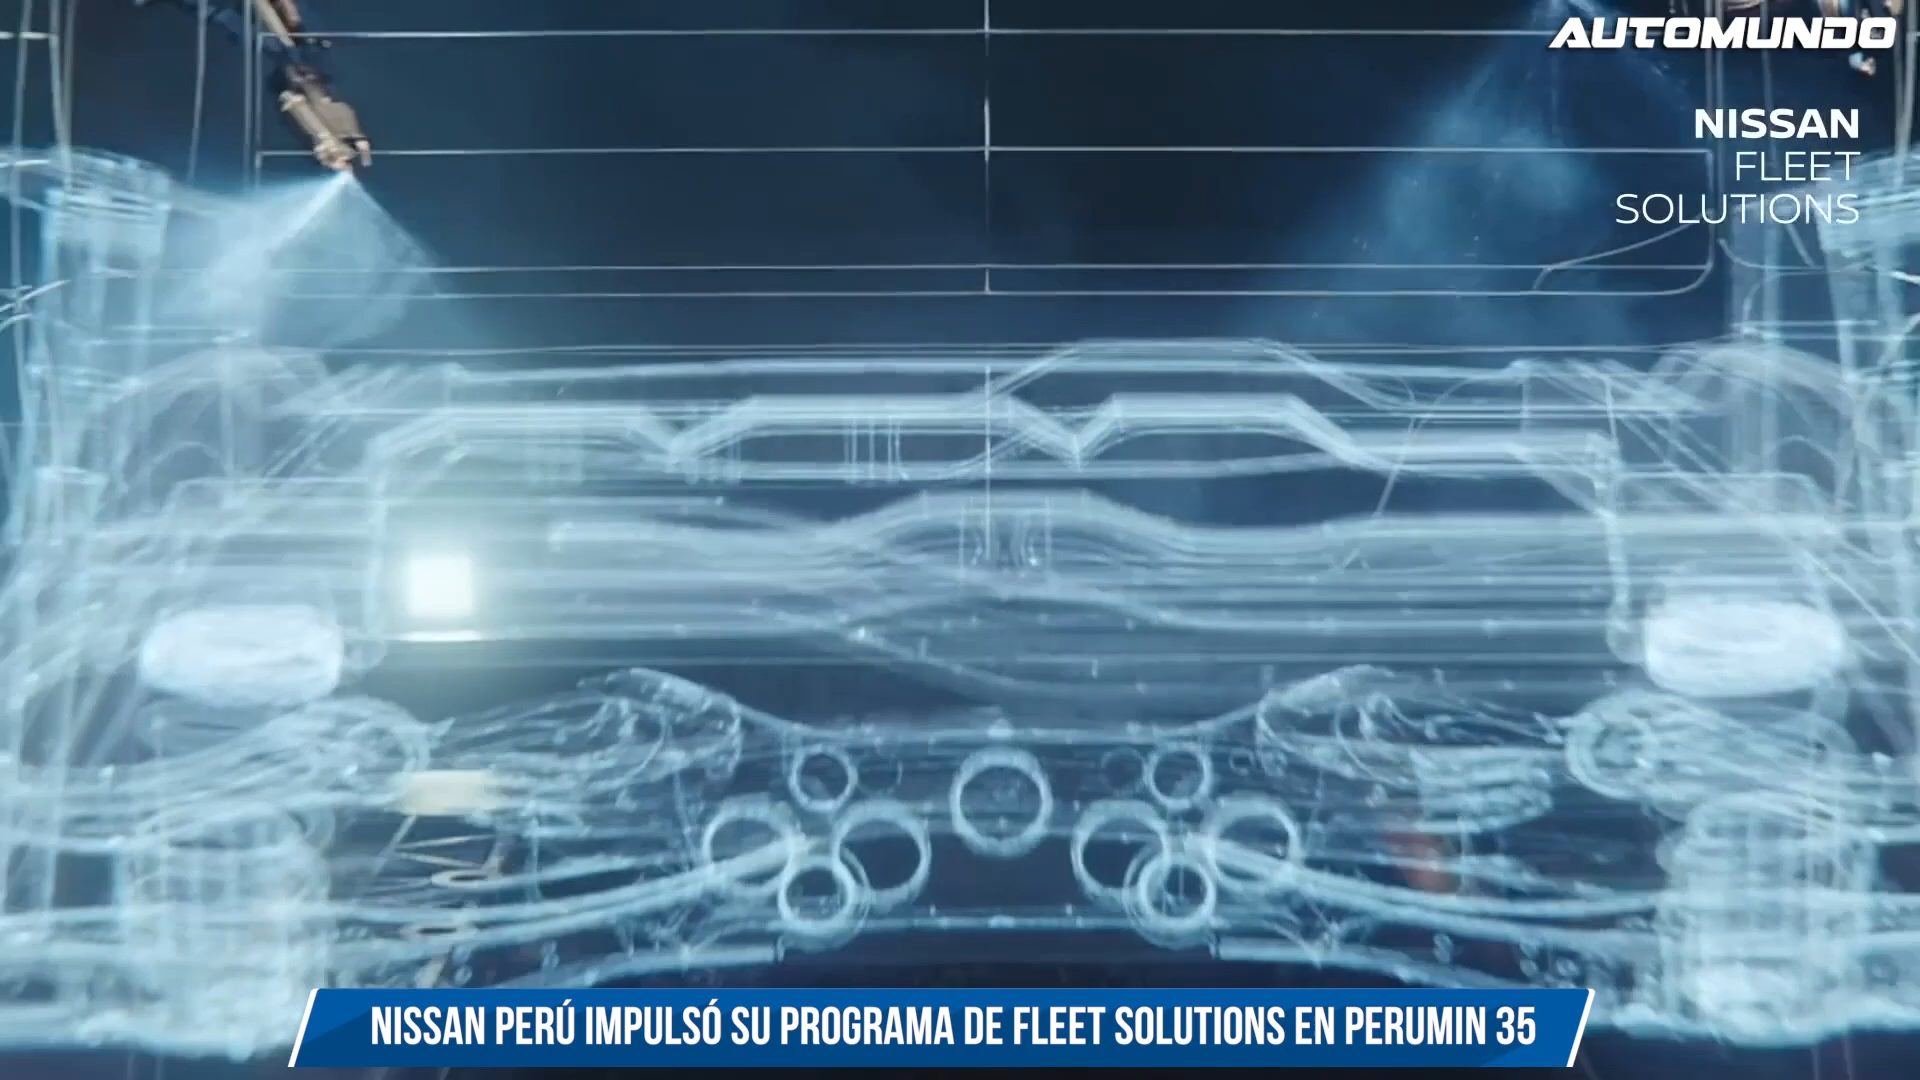 AUTOMUNDO
NISSAN
FLEET
SOLUTIONS
NISSAN PERÚ IMPULSÓ SU PROGRAMA DE FLEET SOLUTIONS EN PERUMIN 35